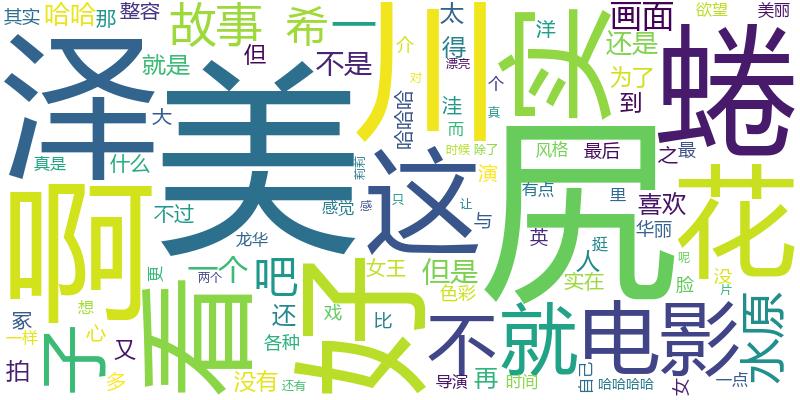 其实
哈哈
那
整容
故事
希
一
太
得
介
对
漂亮
洋
画面
欲望
美丽
还是
为了
到
个
真
泽
美
川
实
蜷
就是
但
不是
大
哈哈哈
洼
而
时候
除了
风格
最后
之
最
真是
什么
啊
不过
龙华
感觉
感
莉莉
这
只
演
让
与
尻
有点
里
英
挺
人
喜欢
华丽
花
呢
更
一个
两个
吧
女王
但是
色彩
实在
脸
没
片
冢
想
一样
心
子
又
拍
多
看
没有
还
各种
还有
好
戏
比
不
导演
再
时间
就
电影
自己
哈哈哈哈
女
一点
水原